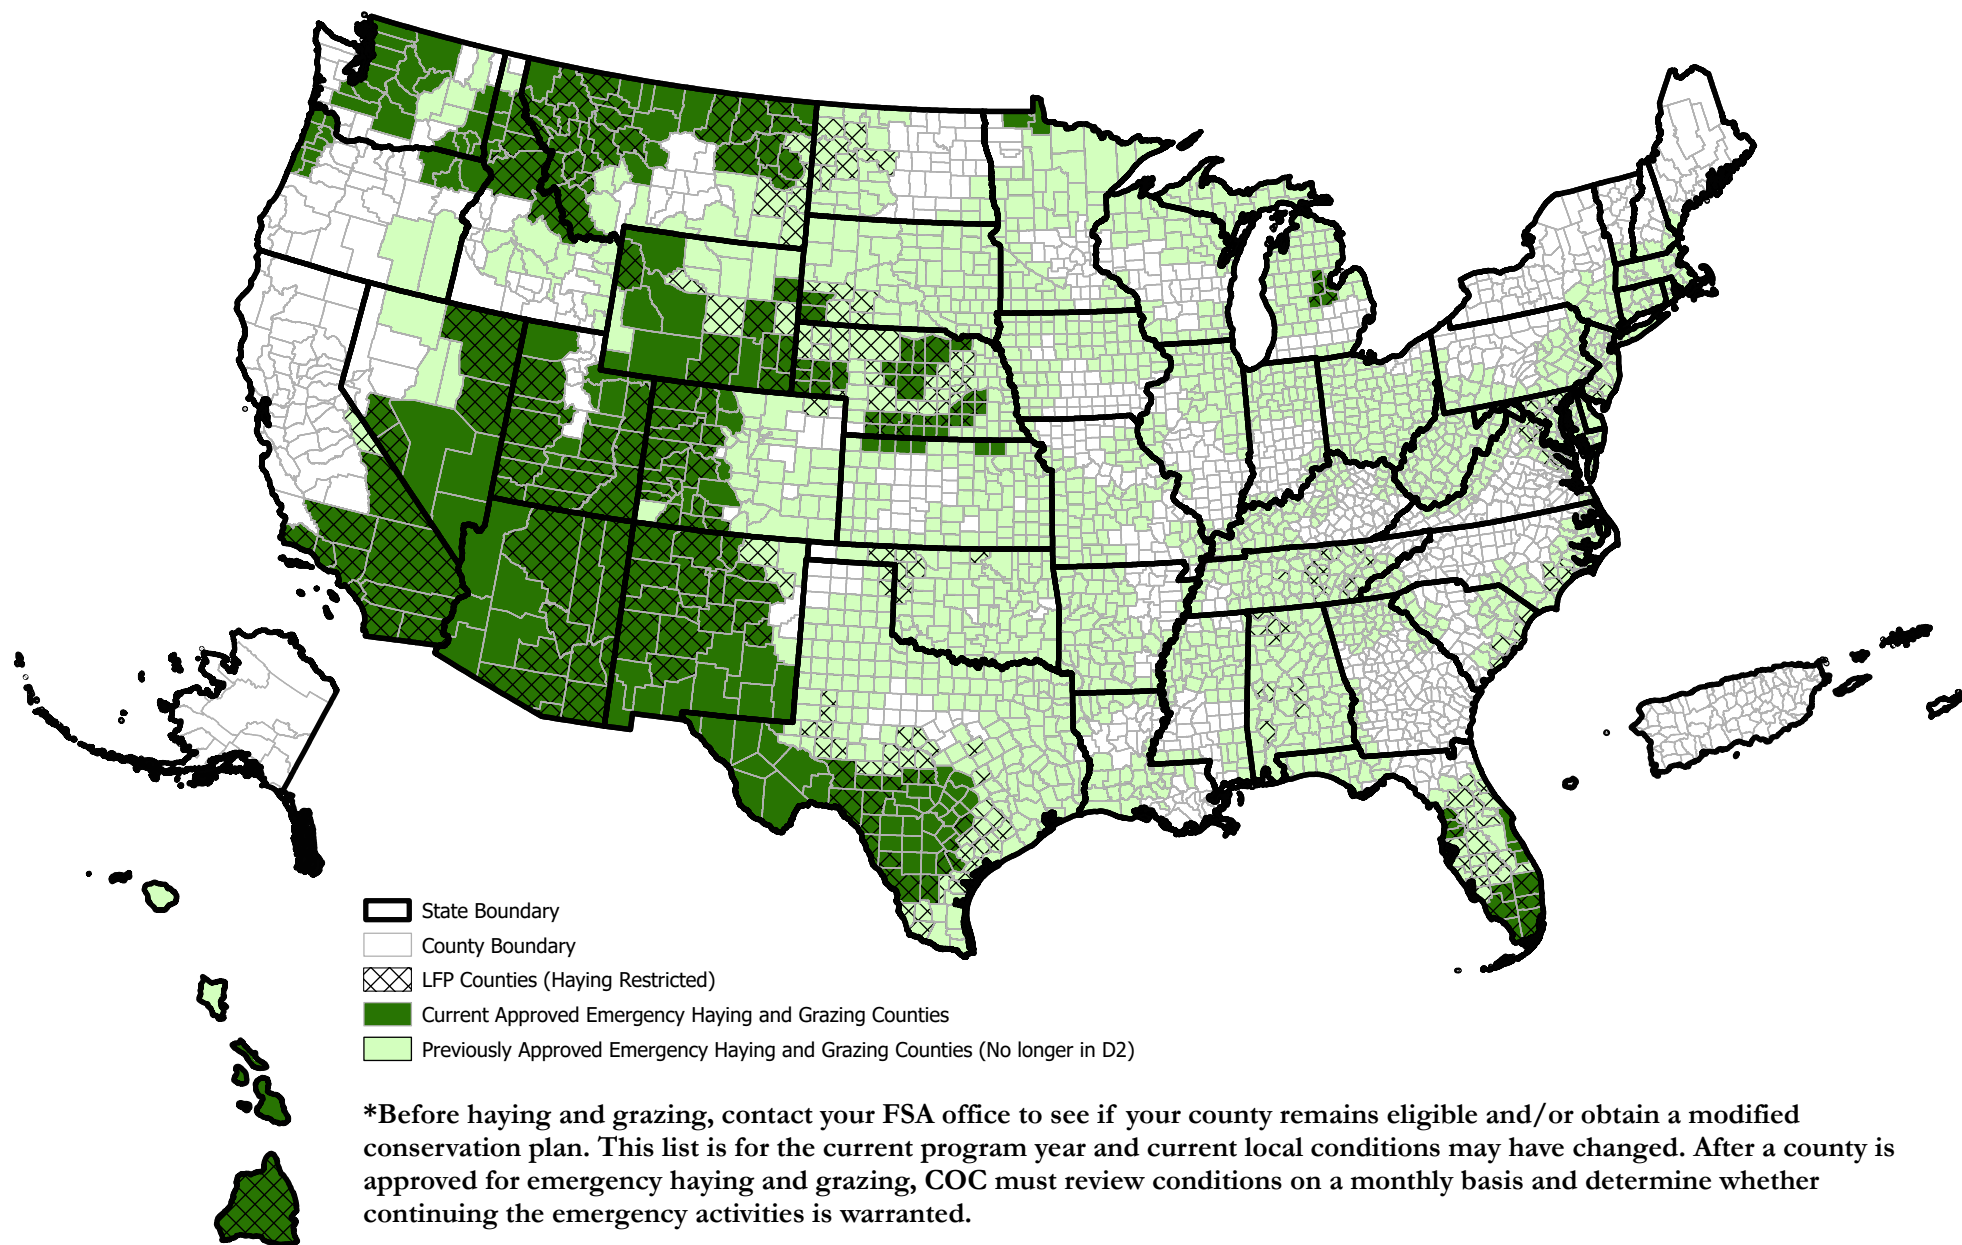 State Boundary
County Boundary
LFP Counties (Haying Restricted)
Current Approved Emergency Haying and Grazing Counties
Previously Approved Emergency Haying and Grazing Counties (No longer in D2)
*Before haying and grazing, contact your FSA office to see if your county remains eligible and/or obtain a modified
conservation plan. This list is for the current program year and current local conditions may have changed. After a county is
approved for emergency haying and grazing, COC must review conditions on a monthly basis and determine whether
continuing the emergency activities is warranted.